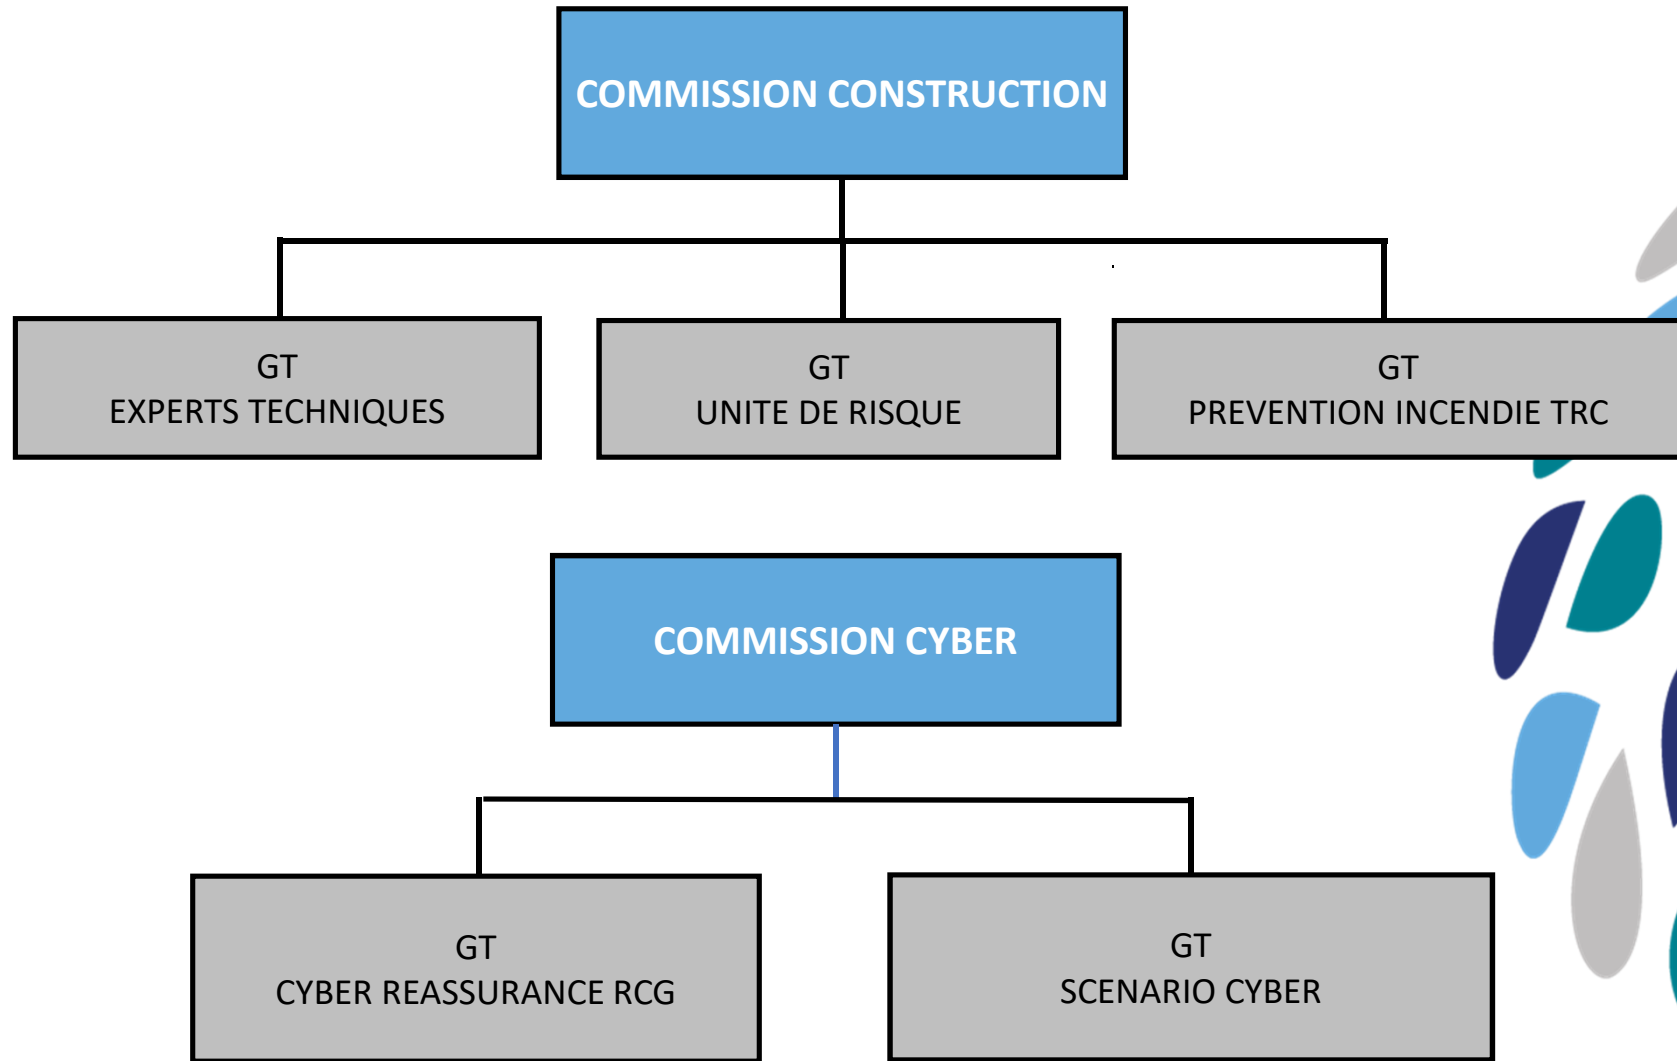 COMMISSION CONSTRUCTION
GT
EXPERTS TECHNIQUES
GT
UNITE DE RISQUE
GT
PREVENTION INCENDIE TRC
COMMISSION CYBER
GT
CYBER REASSURANCE RCG
GT
SCENARIO CYBER